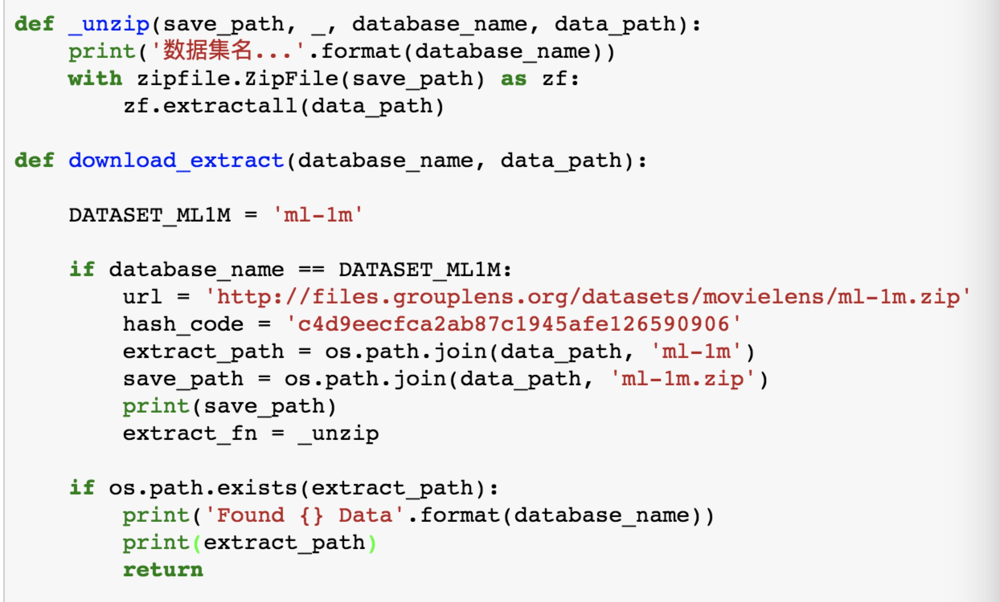 def _unzip(save_path, _, database_name, data_path):
    print('数据集名...'.format(database_name))
    with zipfile.ZipFile(save_path) as zf:
        zf.extractall(data_path)
def download_extract(database_name, data_path):
    DATASET_ML1M = 'ml-1m'
    if database_name == DATASET_ML1M:
        url = 'http://files.grouplens.org/datasets/movielens/ml-1m.zip'
        hash_code = 'c4d9eecfca2ab87c1945afe126590906'
        extract_path = os.path.join(data_path, 'ml-1m')
        save_path = os.path.join(data_path, 'ml-1m.zip')
        print(save_path)
        extract_fn = _unzip
    if os.path.exists(extract_path):
        print('Found {} Data'.format(database_name))
        print(extract_path)
        return